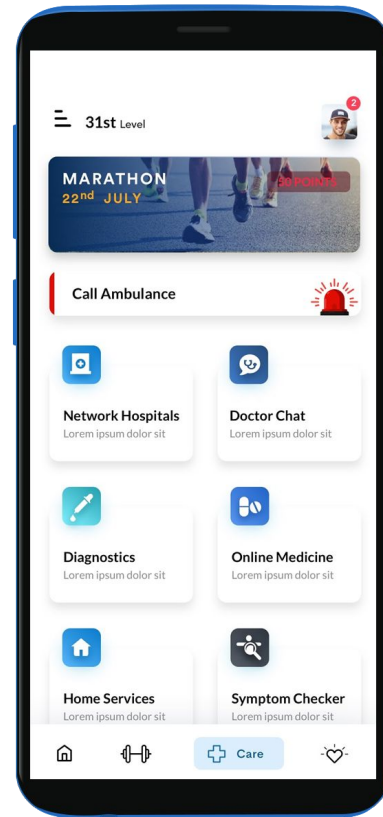 31st Level
2
MARATHON
22nd JULY
50 POINTS
Call Ambulance
Network Hospitals
Lorem ipsum dolor sit
Doctor Chat
Lorem ipsum dolor sit
Diagnostics
Lorem ipsum dolor sit
Online Medicine
Lorem ipsum dolor sit
Home Services
Lorem ipsum dolor sit
Symptom Checker
Lorem ipsum dolor sit
Care